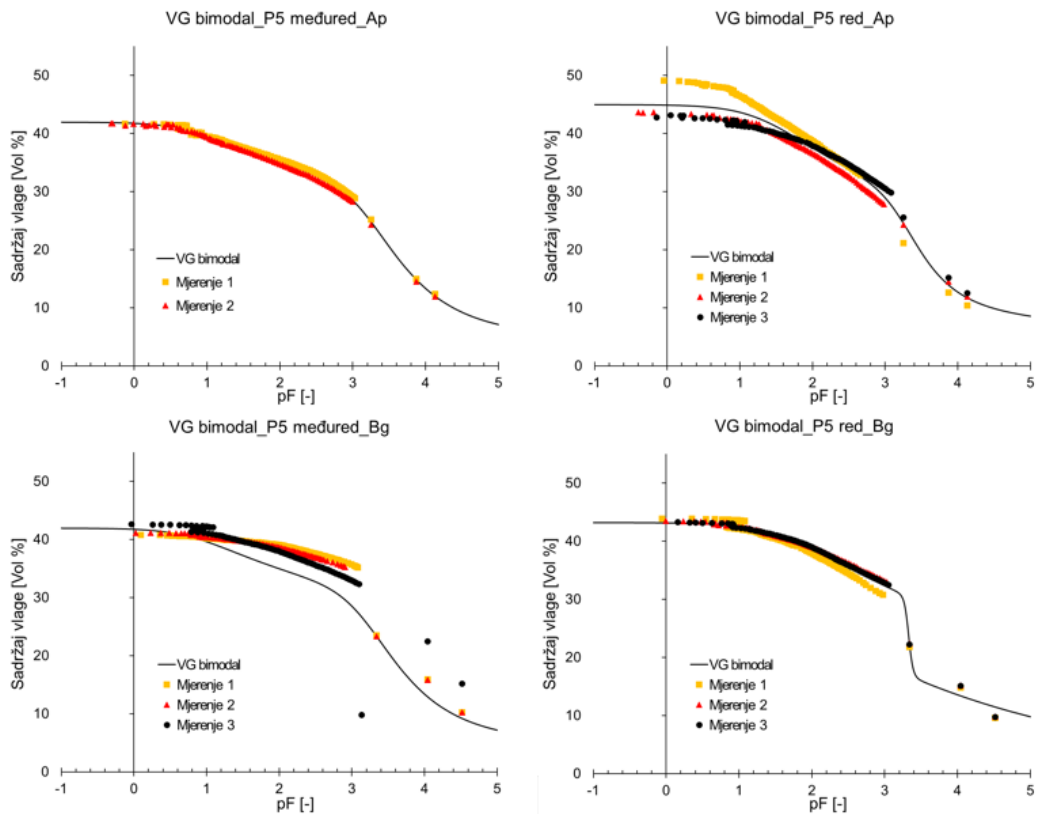 VG bimodal_P5 međured_Ap
50
40
30
20
10
0
Sadržaj vlage [Vol %]
VG bimodal
Mjerenje 1
Mjerenje 2
-1 0 1 2 3 4 5
pF [-]
VG bimodal_P5 red_Ap
50
40
30
20
10
0
Sadržaj vlage [Vol %]
VG bimodal
Mjerenje 1
Mjerenje 2
Mjerenje 3
-1 0 1 2 3 4 5
pF [-]
VG bimodal_P5 međured_Bg
50
40
30
20
10
0
Sadržaj vlage [Vol %]
VG bimodal
Mjerenje 1
Mjerenje 2
Mjerenje 3
-1 0 1 2 3 4 5
pF [-]
VG bimodal_P5 red_Bg
50
40
30
20
10
0
Sadržaj vlage [Vol %]
VG bimodal
Mjerenje 1
Mjerenje 2
Mjerenje 3
-1 0 1 2 3 4 5
pF [-]